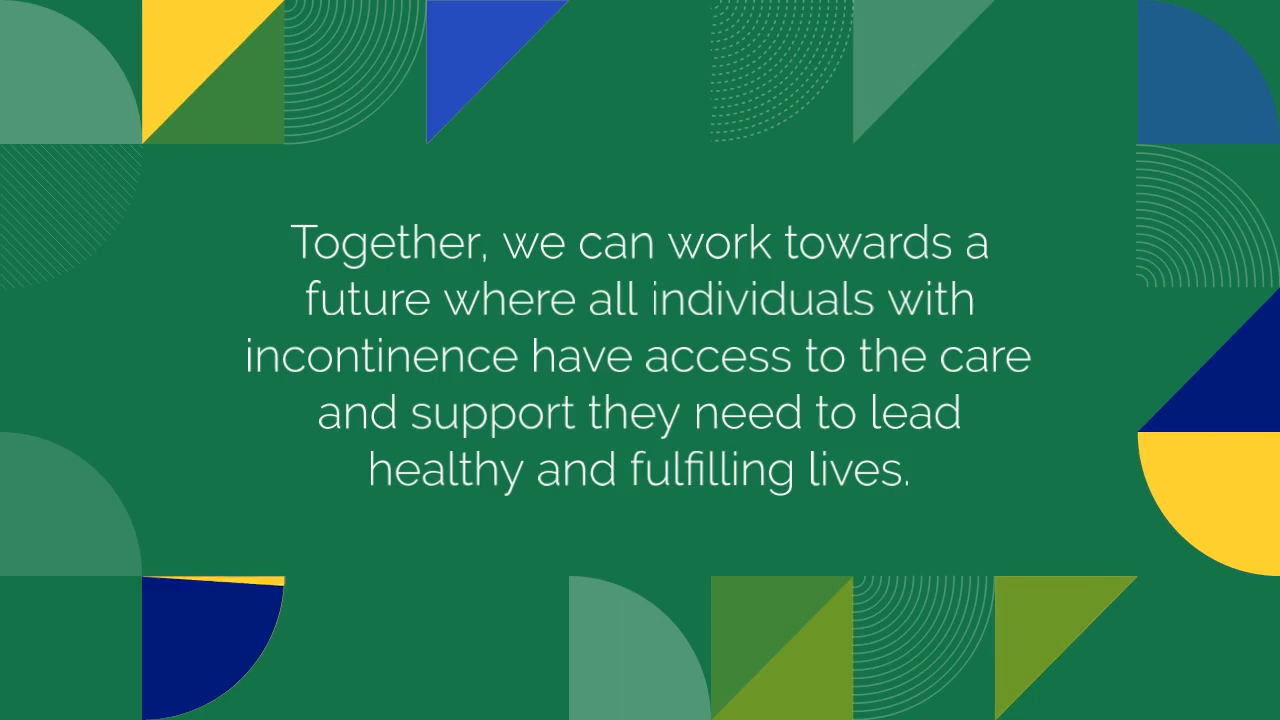 Together, we can work towards a
future where all individuals with
incontinence have access to the care
and support they need to lead
healthy and fulfilling lives.